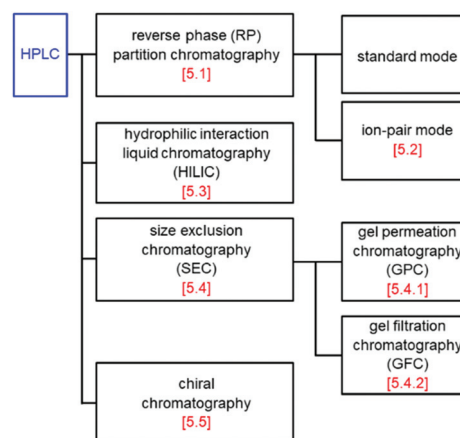 HPLC
reverse phase (RP)
partition chromatography
[5.1]
standard mode
ion-pair mode
[5.2]
hydrophilic interaction
liquid chromatography
(HILIC)
[5.3]
size exclusion
chromatography
(SEC)
[5.4]
gel permeation
chromatography
(GPC)
[5.4.1]
gel filtration
chromatography
(GFC)
[5.4.2]
chiral
chromatography
[5.5]